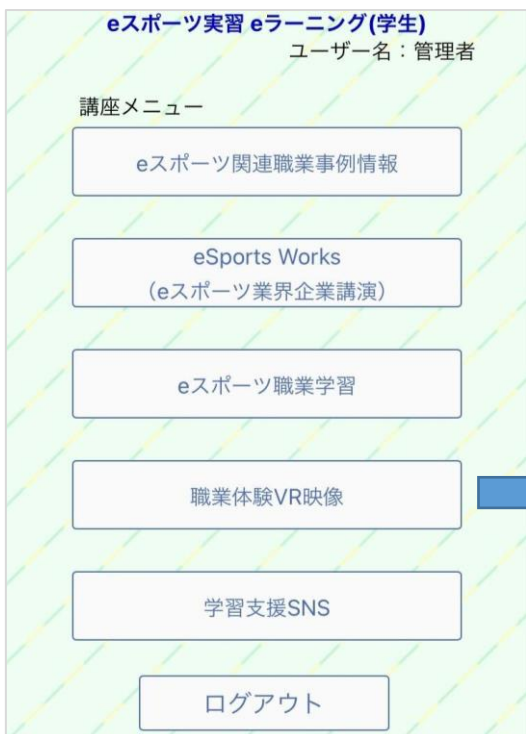 eスポーツ実習 eラーニング(学生)
ユーザー名：管理者
講座メニュー
eスポーツ関連職業事例情報
eSports Works
（eスポーツ業界企業講演）
eスポーツ職業学習
職業体験VR映像
学習支援SNS
ログアウト